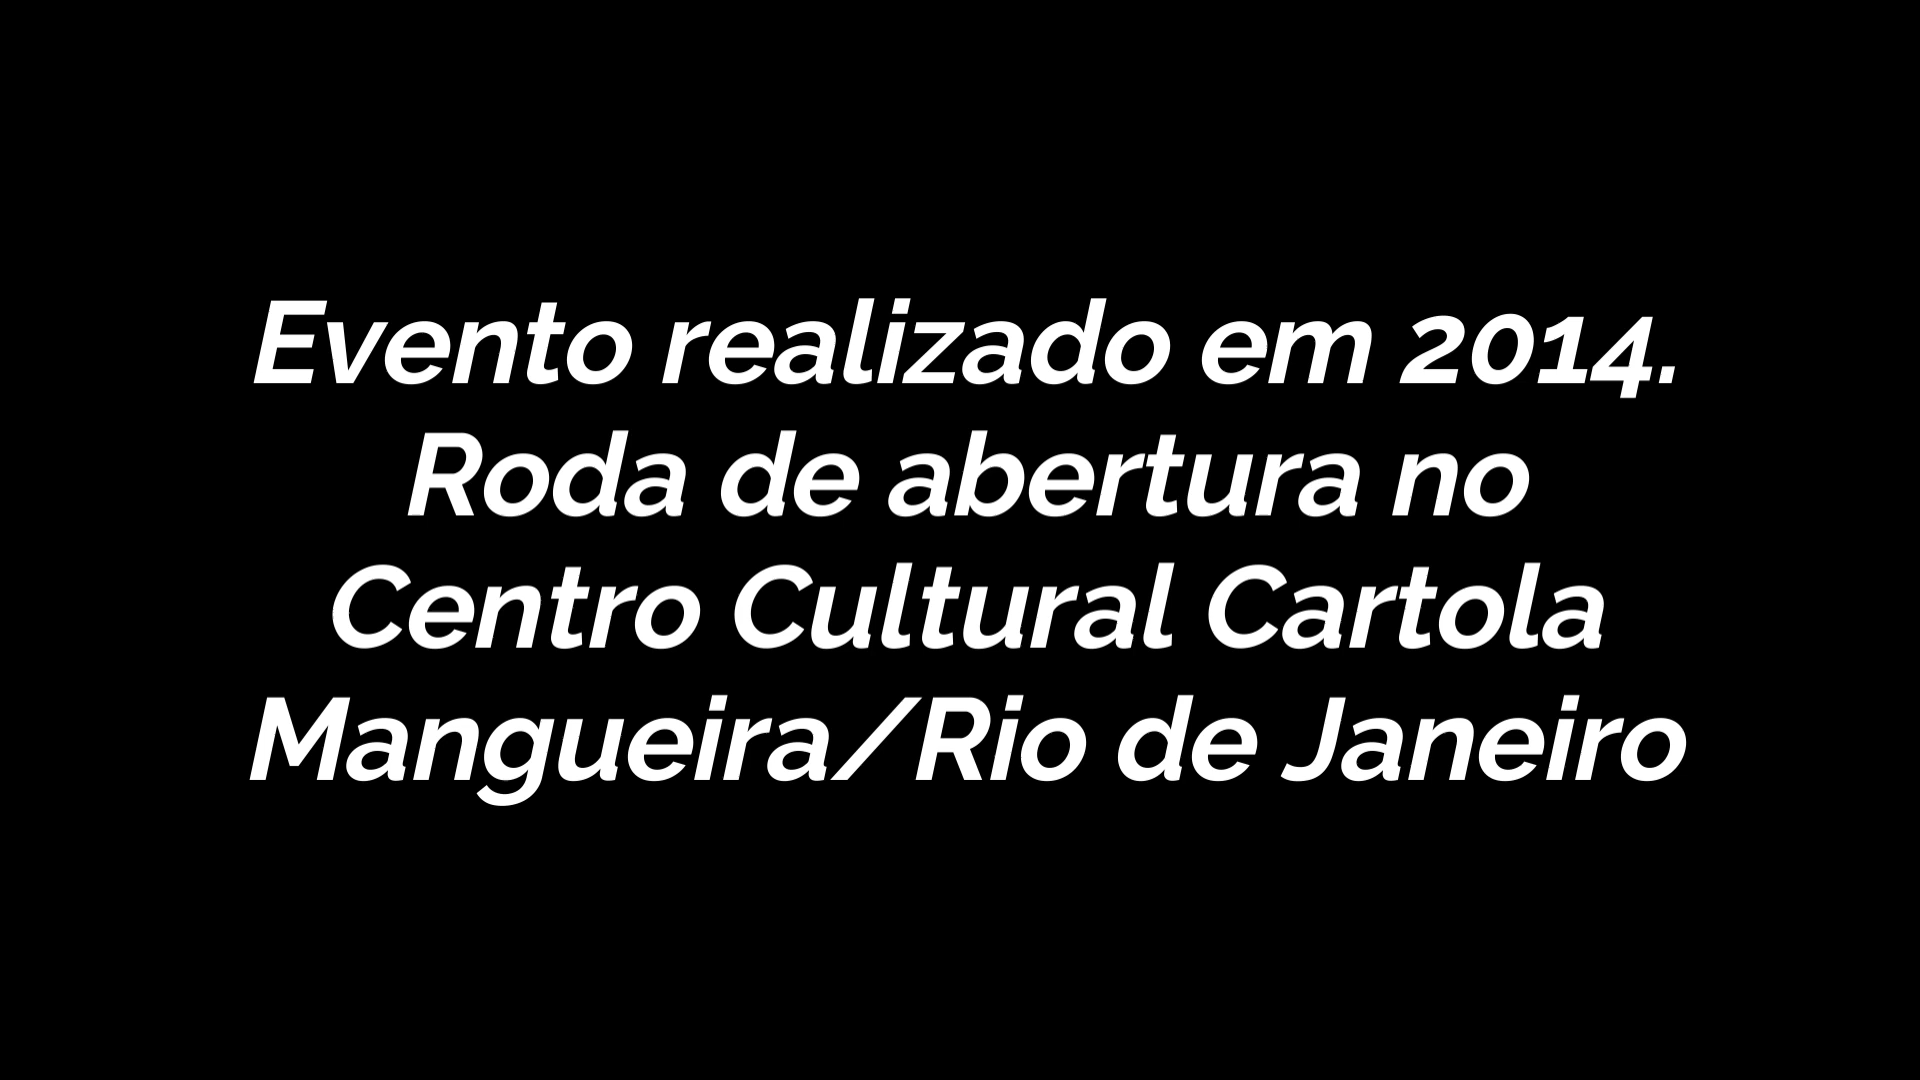 Evento realizado em 2014.
Roda de abertura no
Centro Cultural Cartola
Mangueira/Rio de Janeiro